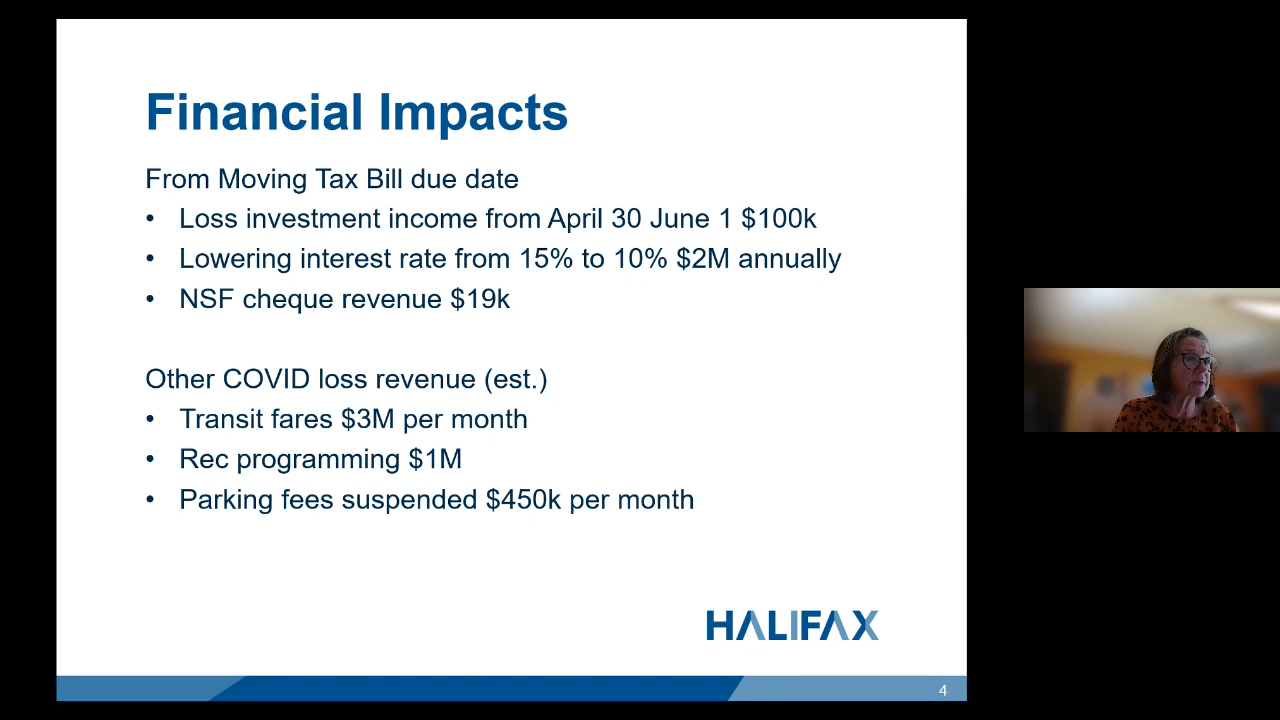 Financial Impacts
From Moving Tax Bill due date
• Loss investment income from April 30 June 1 $100k
• Lowering interest rate from 15% to 10% $2M annually
• NSF cheque revenue $19k
Other COVID loss revenue (est.)
• Transit fares $3M per month
• Rec programming $1M
• Parking fees suspended $450k per month
HALIFAX
4